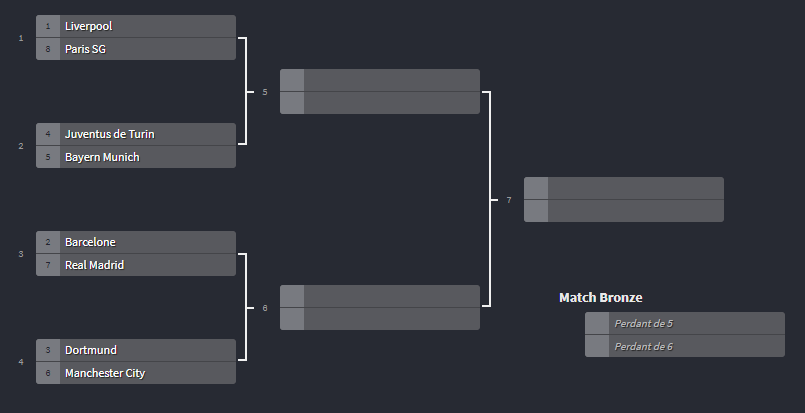 1
1 Liverpool
8 Paris SG
2
4 Juventus de Turin
5 Bayern Munich
3
2 Barcelone
7 Real Madrid
4
3 Dortmund
6 Manchester City
5
6
7
Match Bronze
Perdant de 5
Perdant de 6